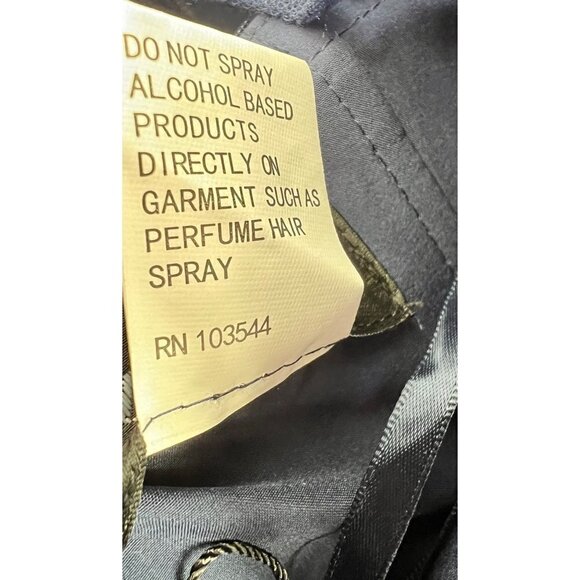 DO NOT SPRAY
ALCOHOL BASED
PRODUCTS
DIRECTLY ON
GARMENT SUCH AS
PERFUME HAIR
SPRAY
RN 103544